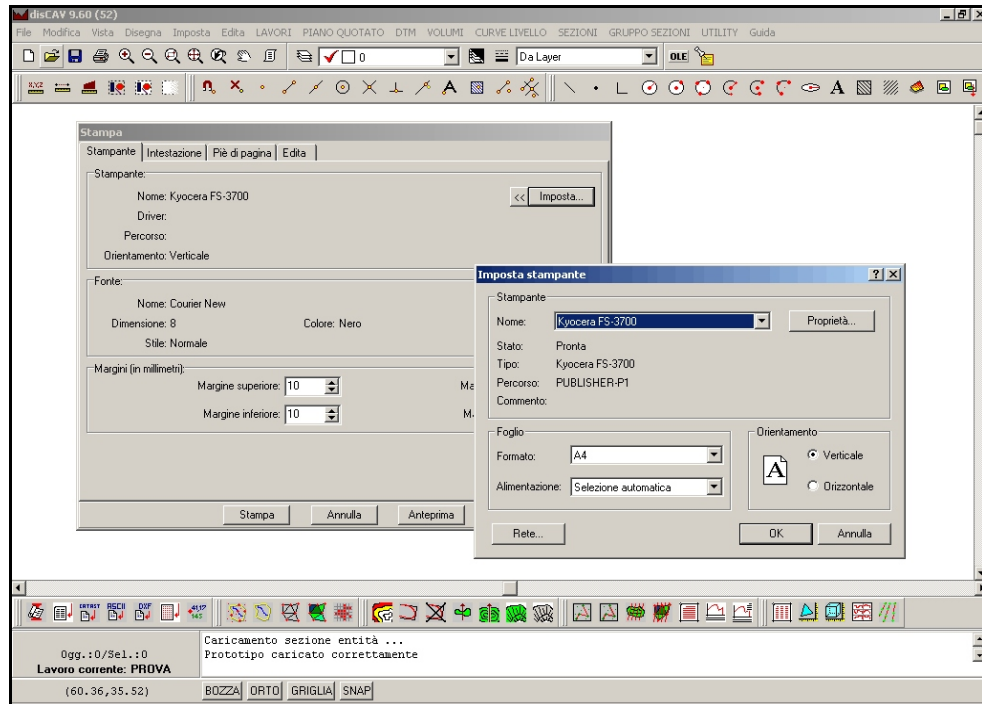 disCAV 9.60 (52)
File Modifica Vista Disegna Imposta Edita LAVORI PIANO QUOTATO DTM VOLUMI CURVE LIVELLO SEZIONI GRUPPO SEZIONI UTILITY Guida
0 Da Layer OLE
X,Y,Z A A
Stampa
Stampante Intestazione Piè di pagina Edita
Stampante:
Nome: Kyocera FS-3700
<< Imposta...
Driver:
Percorso:
Orientamento: Verticale
Fonte:
Nome: Courier New
Dimensione: 8 Colore: Nero
Stile: Normale
Margini (in millimetri):
Margine superiore: 10 Ma
Margine inferiore: 10 M
Stampa Annulla Anteprima
Imposta stampante
Stampante
Nome: Kyocera FS-3700 Proprietà...
Stato: Pronta
Tipo: Kyocera FS-3700
Percorso: PUBLISHER-P1
Commento:
Foglio
Formato: A4
Alimentazione: Selezione automatica
Orientamento
A
Verticale
Orizzontale
Rete... OK Annulla
ASCII DXF
Caricamento sezione entità ...
Prototipo caricato correttamente
Ogg.:0/Sel.:0
Lavoro corrente: PROVA
(60.36,35.52) BOZZA ORTO GRIGLIA SNAP